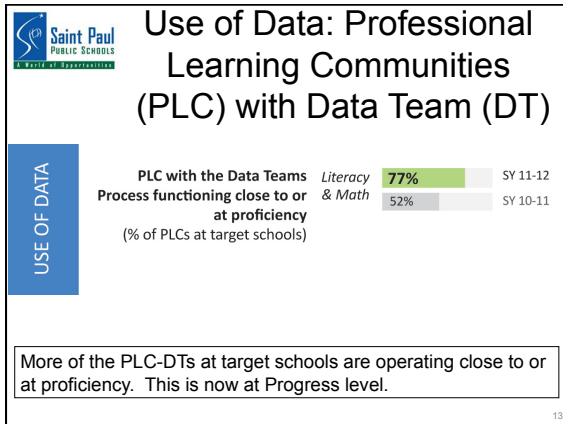 Saint Paul
PUBLIC SCHOOLS
A World of Opportunities
Use of Data: Professional
Learning Communities
(PLC) with Data Team (DT)
USE OF DATA
PLC with the Data Teams
Process functioning close to or
at proficiency
(% of PLCs at target schools)
Literacy
& Math
77%
SY 11-12
52%
SY 10-11
More of the PLC-DTs at target schools are operating close to or
at proficiency. This is now at Progress level.
13